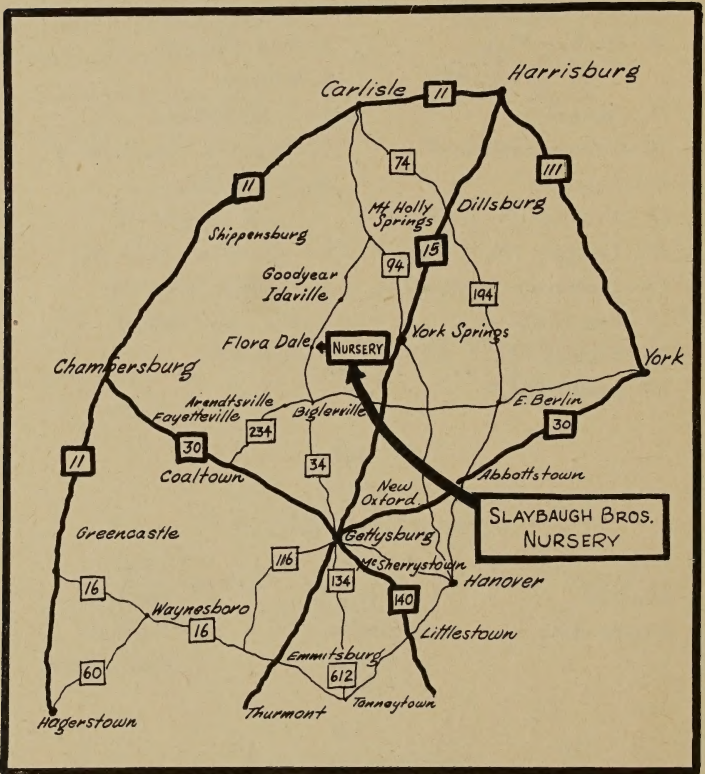 Carlisle
11
Harrisburg
74
111
11
Mt Holly
Springs
Dillsburg
Shippensburg
15
94
Goodyear
Idaville
194
Flora Dale
NURSERY
York Springs
Chambersburg
York
Arendtsville
Fayetteville
Biglerville
E. Berlin
234
30
30
34
11
Coaltown
Abbottstown
New
Oxford
SLAYBAUGH BROS.
NURSERY
Greencastle
Gettysburg
116
McSherrystown
134
Hanover
16
140
Waynesboro
16
Littlestown
Emmitsburg
60
612
Tanneytown
Hagerstown
Thurmont